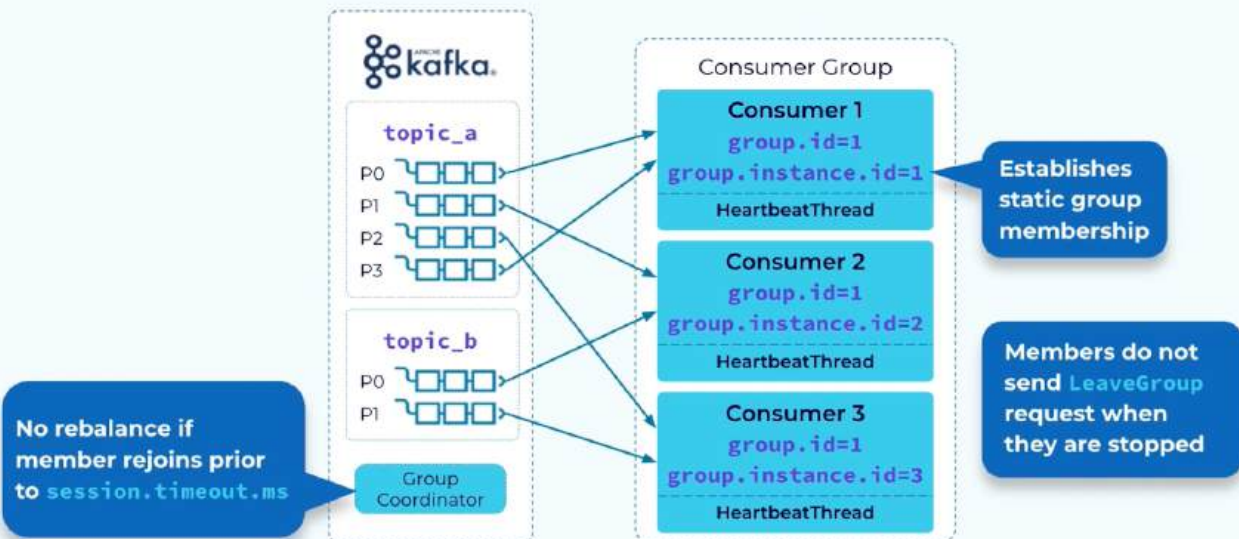 APACHE
kafka®
topic_a
P0
P1
P2
P3
topic_b
P0
P1
Group
Coordinator
No rebalance if
member rejoins prior
to session.timeout.ms
Consumer Group
Consumer 1
group.id=1
group.instance.id=1
HeartbeatThread
Consumer 2
group.id=1
group.instance.id=2
HeartbeatThread
Consumer 3
group.id=1
group.instance.id=3
HeartbeatThread
Establishes
static group
membership
Members do not
send LeaveGroup
request when
they are stopped